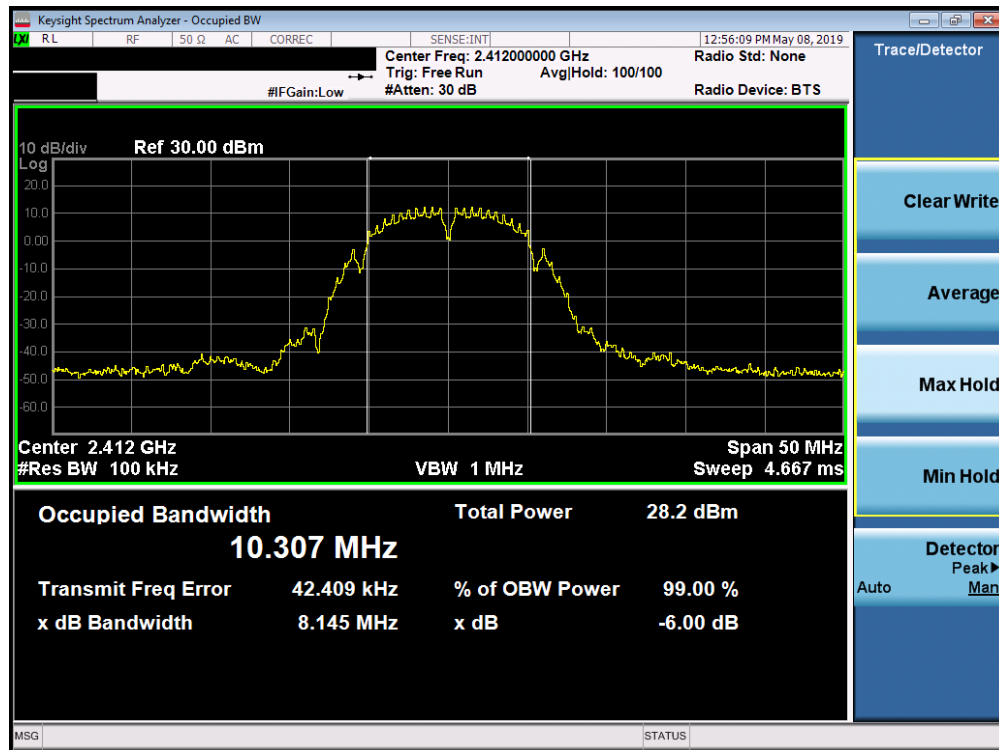 Keysight Spectrum Analyzer - Occupied BW
LXI RL RF 50 Ω AC CORREC SENSE:INT 12:56:09 PM May 08, 2019
Center Freq: 2.412000000 GHz Radio Std: None
Trig: Free Run Avg|Hold: 100/100
#IFGain:Low #Atten: 30 dB Radio Device: BTS
10 dB/div Ref 30.00 dBm
Log
20.0
10.0
0.00
-10.0
-20.0
-30.0
-40.0
-50.0
-60.0
Center 2.412 GHz Span 50 MHz
#Res BW 100 kHz VBW 1 MHz Sweep 4.667 ms
Occupied Bandwidth Total Power 28.2 dBm
10.307 MHz
Transmit Freq Error 42.409 kHz % of OBW Power 99.00 %
x dB Bandwidth 8.145 MHz x dB -6.00 dB
MSG STATUS
Trace/Detector
Clear Write
Average
Max Hold
Min Hold
Detector
Peak▶
Auto Man